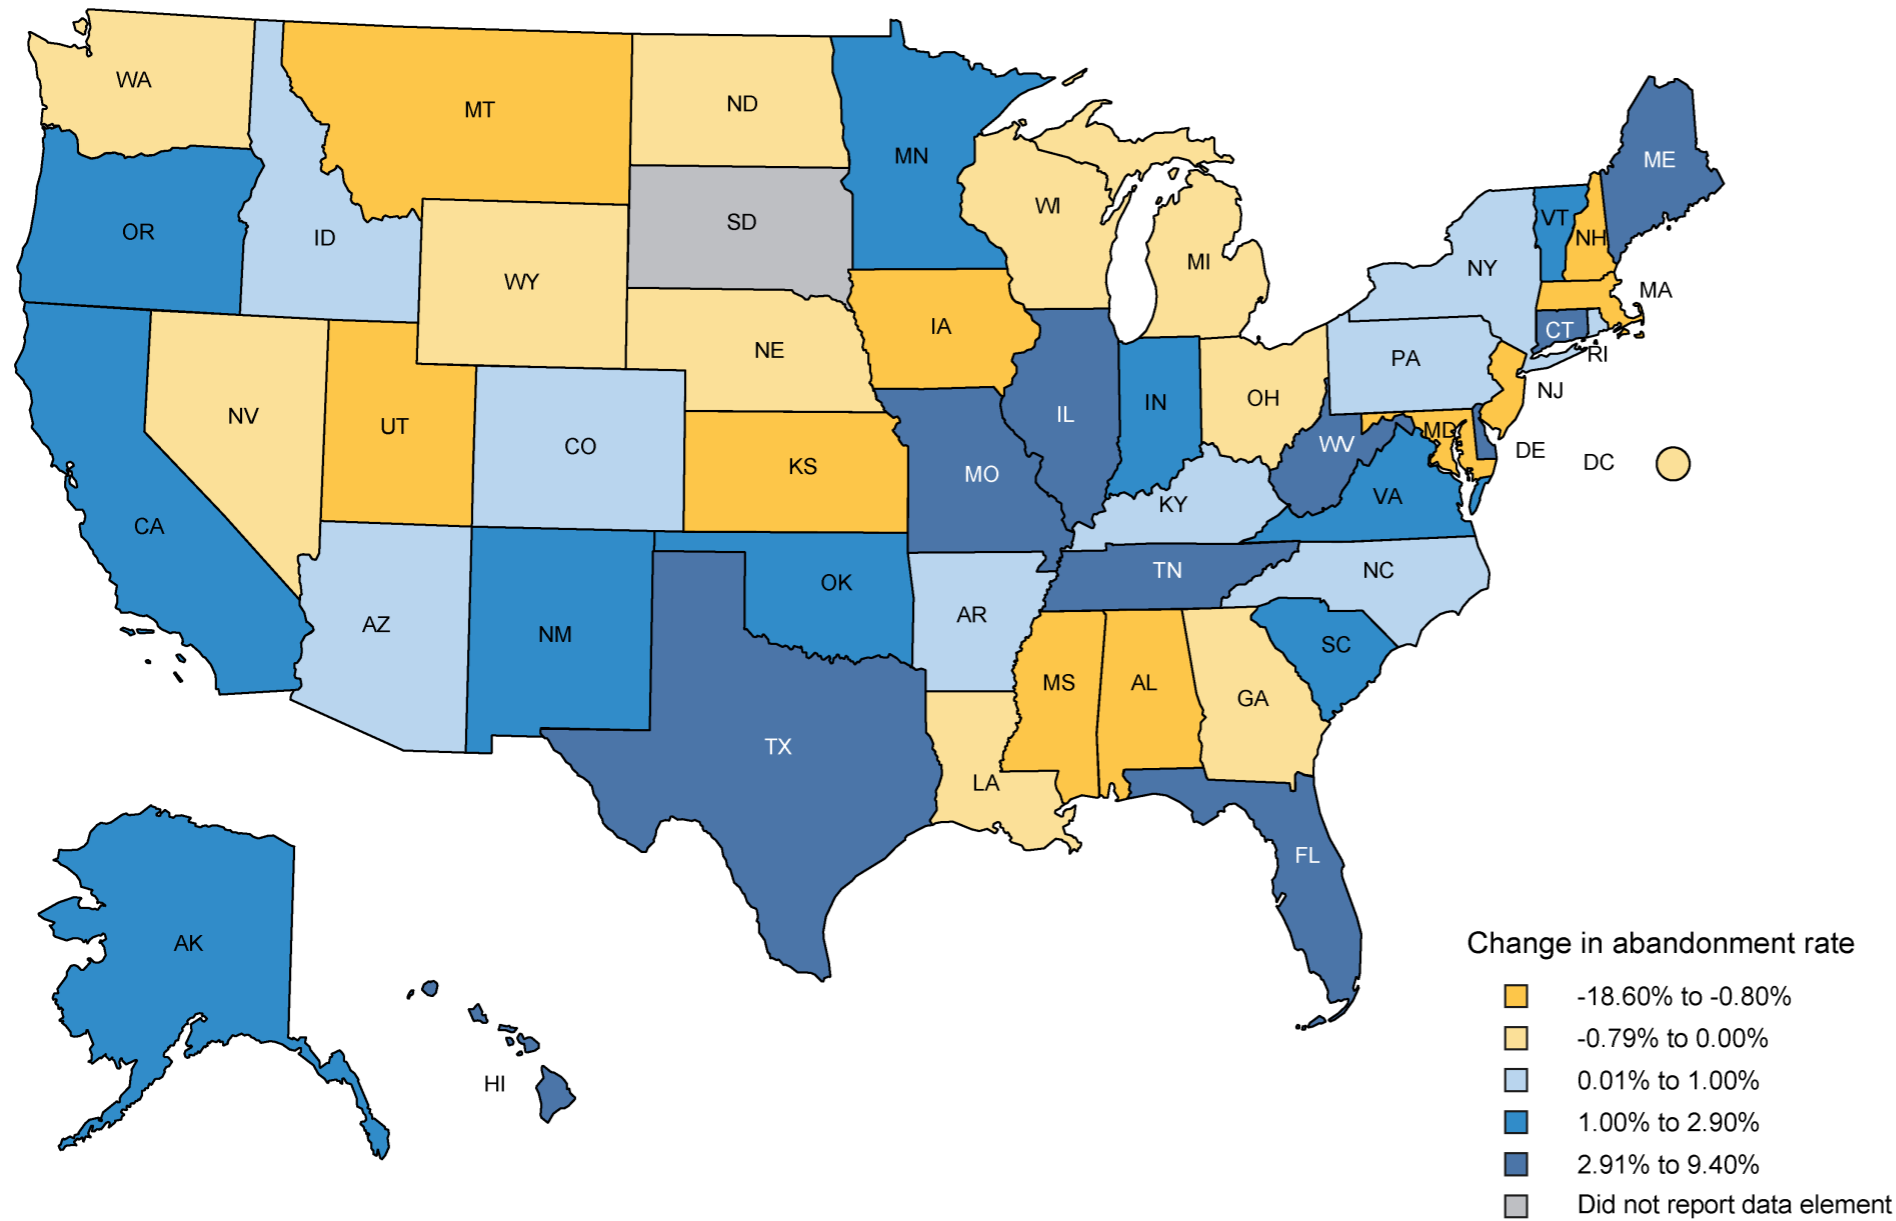 WA
MT
ND
MN
ME
OR
ID
SD
WI
MI
VT
NH
NY
WY
MA
IA
CT
NE
RI
PA
NJ
NV
UT
CO
KS
MO
IL
IN
OH
WV
MD
DE
DC
KY
VA
CA
AZ
NM
OK
AR
TN
NC
SC
MS
AL
GA
TX
LA
FL
AK
HI
Change in abandonment rate
-18.60% to -0.80%
-0.79% to 0.00%
0.01% to 1.00%
1.00% to 2.90%
2.91% to 9.40%
Did not report data element